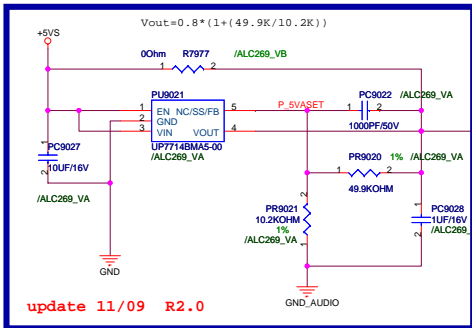 Vout=0.8*(1+(49.9K/10.2K))
+5VS
0Ohm R7977 /ALC269_VB
1 2
PU9021
/ALC269_VA
1 EN NC/SS/FB 5
2 GND
3 VIN VOUT 4
UP7714BMA5-00
/ALC269_VA
P_5VASET
PC9022
1 2
1000PF/50V
PC9027
10UF/16V
1 2
/ALC269_VA
PR9020 1% /ALC269_VA
1 2
49.9KOHM
PR9021
10.2KOHM
1%
/ALC269_VA
2
1
PC9028
1UF/16V
/ALC269_
2
1
GND
GND_AUDIO
update 11/09 R2.0